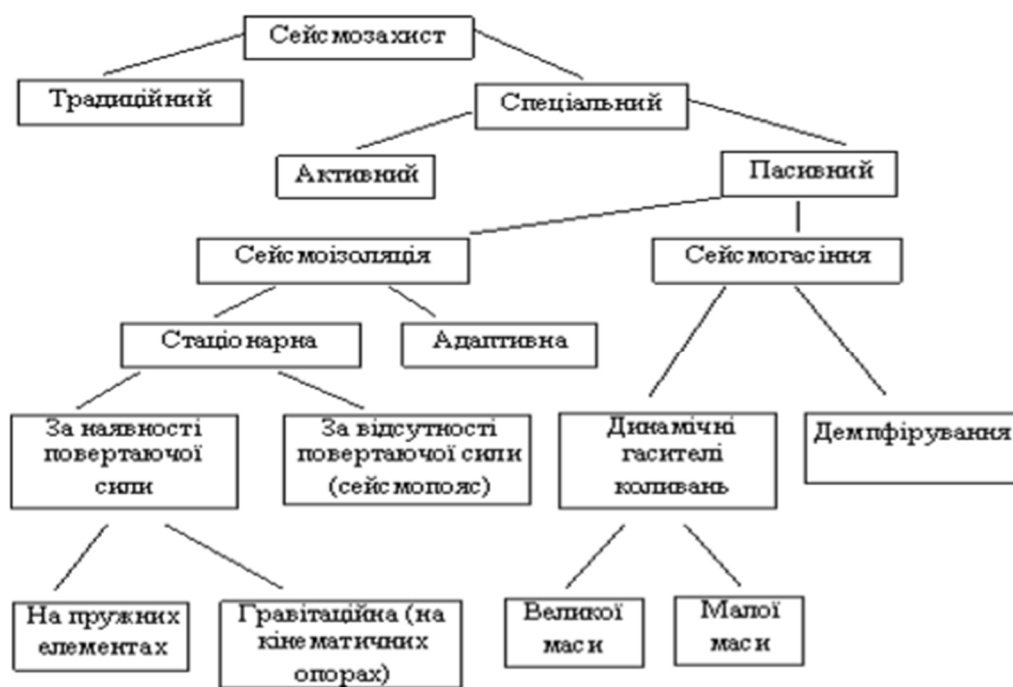 Сейсмозахист
Традиційний
Спеціальний
Активний
Пасивний
Сейсмоізоляція
Сейсмогасіння
Стаціонарна
Адаптивна
За наявності
повертаючої
сили
За відсутності
повертаючої сили
(сейсмопояс)
Динамічні
гасителі
коливань
Демпфірування
На пружних
елементах
Гравітаційна (на
кінематичних
опорах)
Великої
маси
Малої
маси